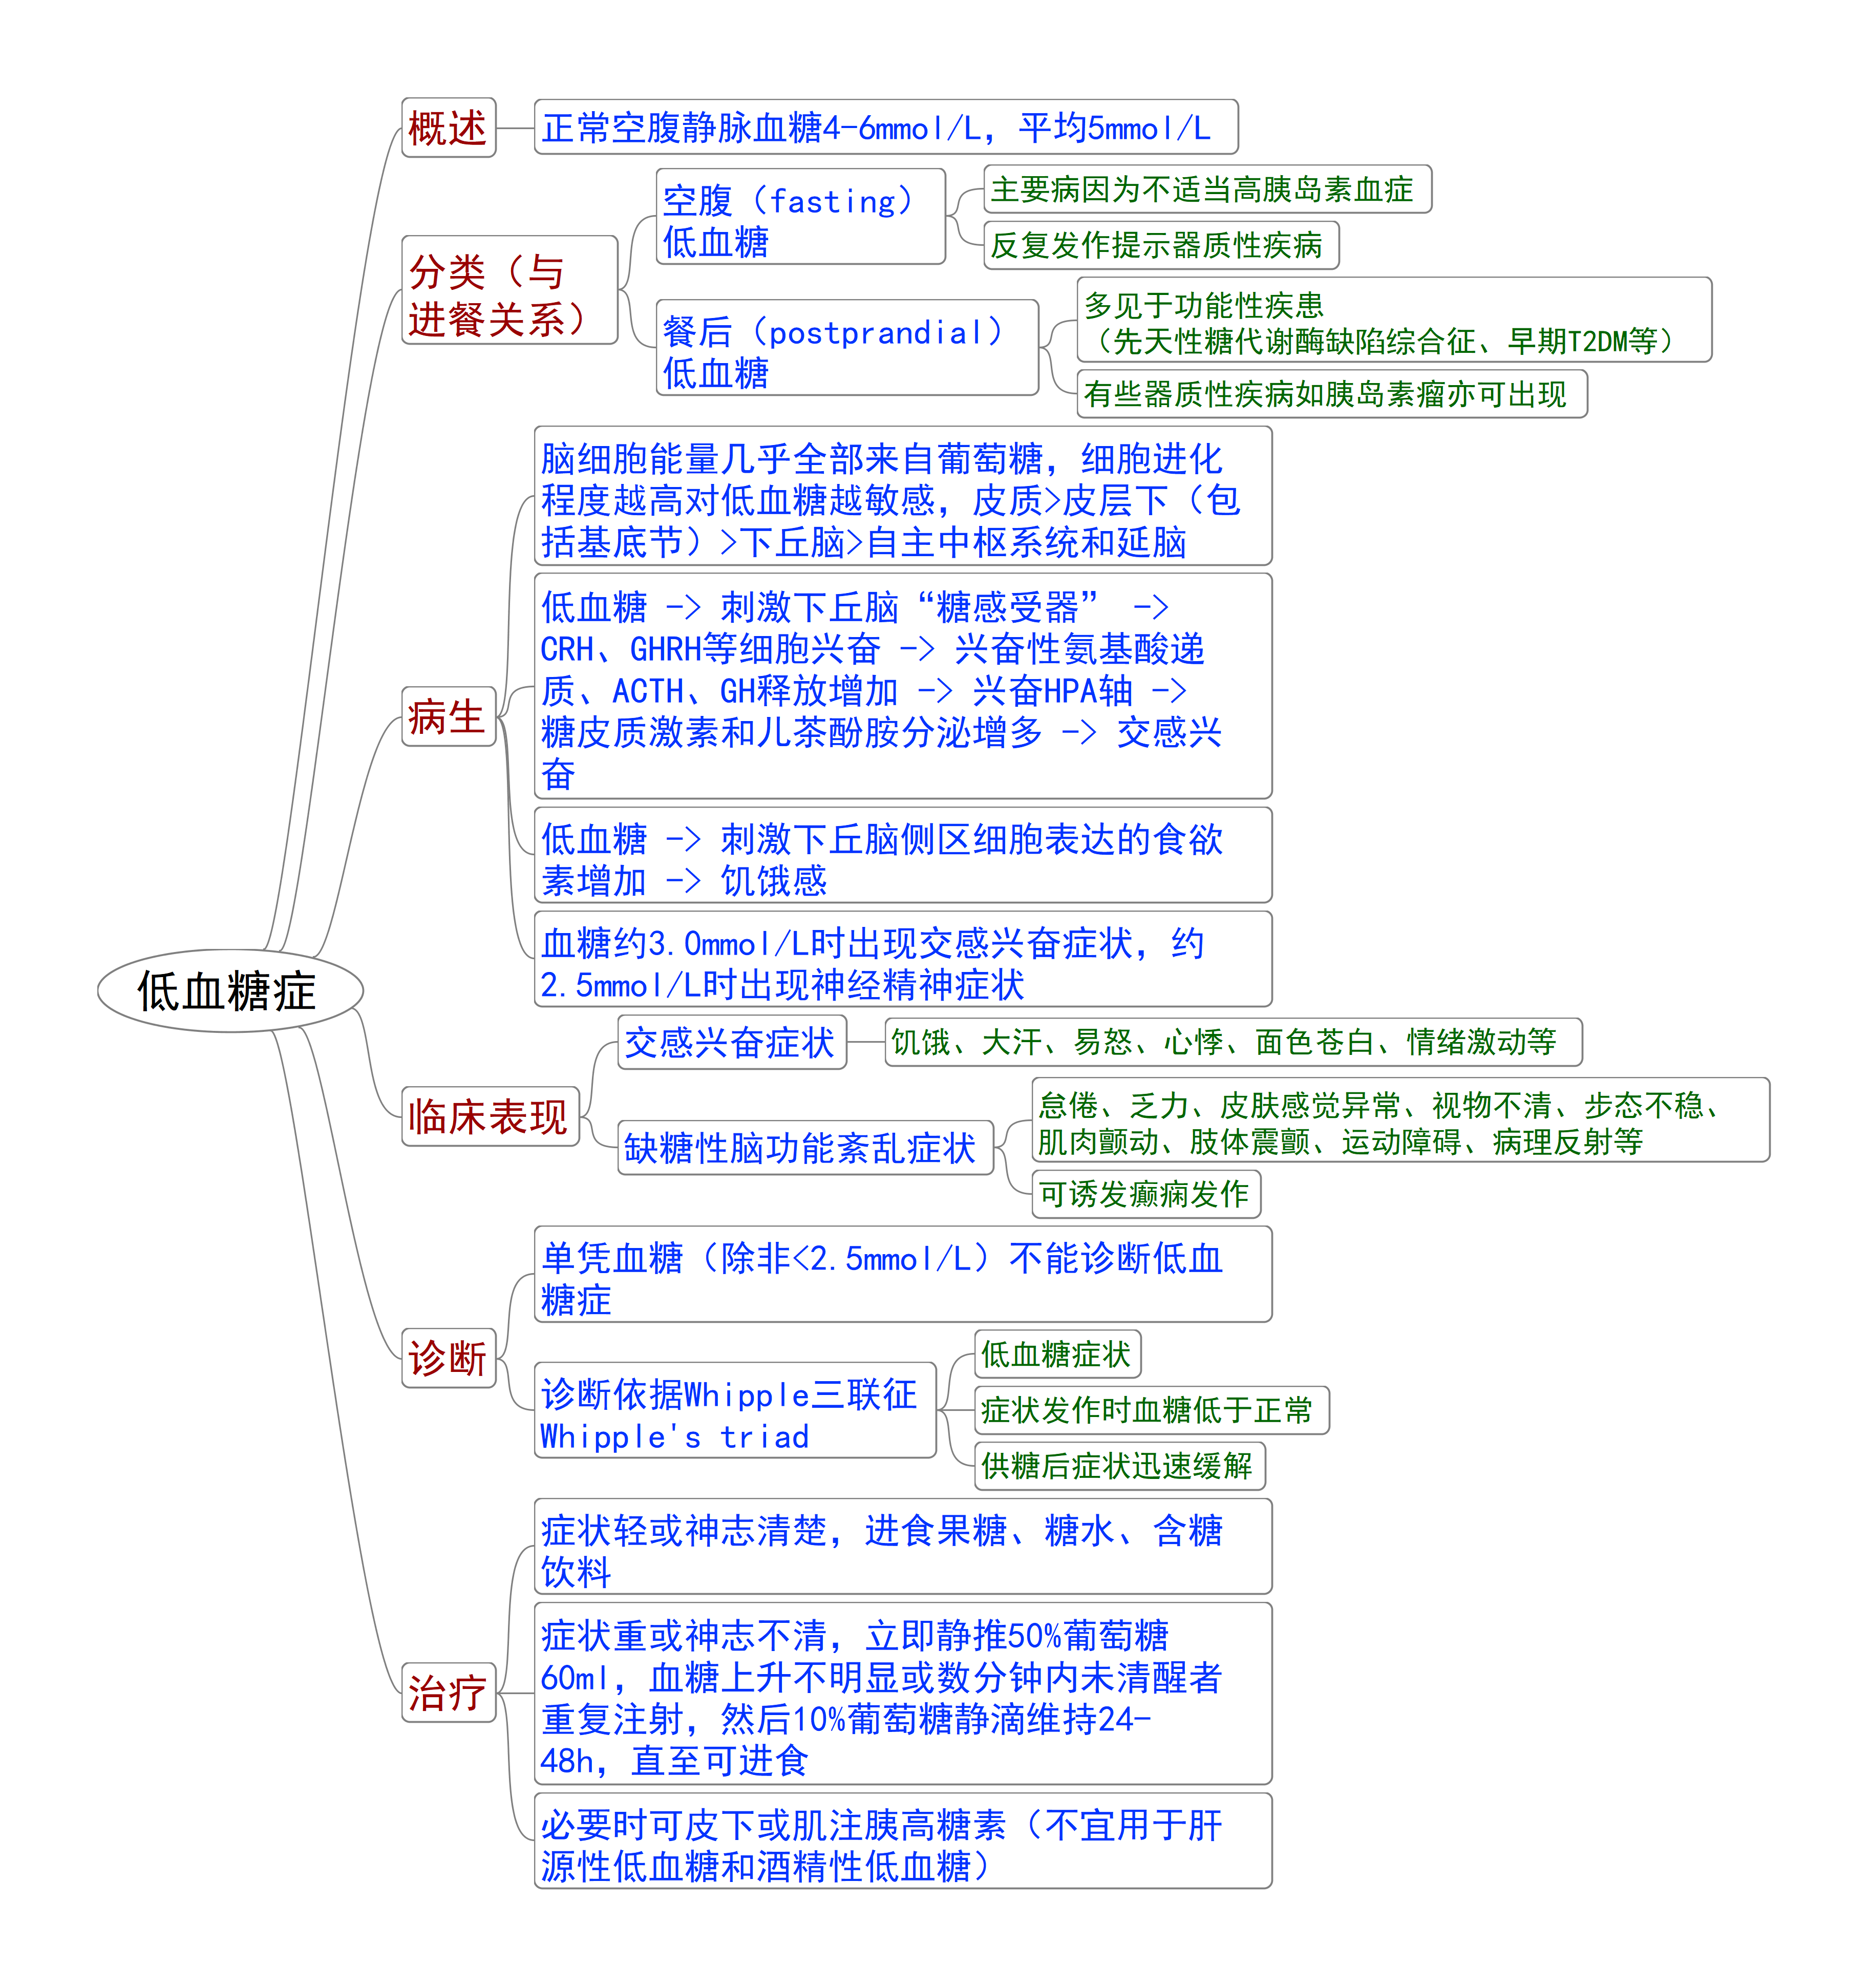 低血糖症
概述
正常空腹静脉血糖4-6mmol/L，平均5mmol/L
分类（与
进餐关系）
空腹（fasting）
低血糖
主要病因为不适当高胰岛素血症
反复发作提示器质性疾病
餐后（postprandial）
低血糖
多见于功能性疾患
（先天性糖代谢酶缺陷综合征、早期T2DM等）
有些器质性疾病如胰岛素瘤亦可出现
病生
脑细胞能量几乎全部来自葡萄糖，细胞进化
程度越高对低血糖越敏感，皮质>皮层下（包
括基底节）>下丘脑>自主中枢系统和延脑
低血糖 -> 刺激下丘脑“糖感受器” ->
CRH、GHRH等细胞兴奋 -> 兴奋性氨基酸递
质、ACTH、GH释放增加 -> 兴奋HPA轴 ->
糖皮质激素和儿茶酚胺分泌增多 -> 交感兴
奋
低血糖 -> 刺激下丘脑侧区细胞表达的食欲
素增加 -> 饥饿感
血糖约3.0mmol/L时出现交感兴奋症状，约
2.5mmol/L时出现神经精神症状
临床表现
交感兴奋症状
饥饿、大汗、易怒、心悸、面色苍白、情绪激动等
缺糖性脑功能紊乱症状
怠倦、乏力、皮肤感觉异常、视物不清、步态不稳、
肌肉颤动、肢体震颤、运动障碍、病理反射等
可诱发癫痫发作
诊断
单凭血糖（除非<2.5mmol/L）不能诊断低血
糖症
诊断依据Whipple三联征
Whipple's triad
低血糖症状
症状发作时血糖低于正常
供糖后症状迅速缓解
治疗
症状轻或神志清楚，进食果糖、糖水、含糖
饮料
症状重或神志不清，立即静推50%葡萄糖
60ml，血糖上升不明显或数分钟内未清醒者
重复注射，然后10%葡萄糖静滴维持24-
48h，直至可进食
必要时可皮下或肌注胰高糖素（不宜用于肝
源性低血糖和酒精性低血糖）